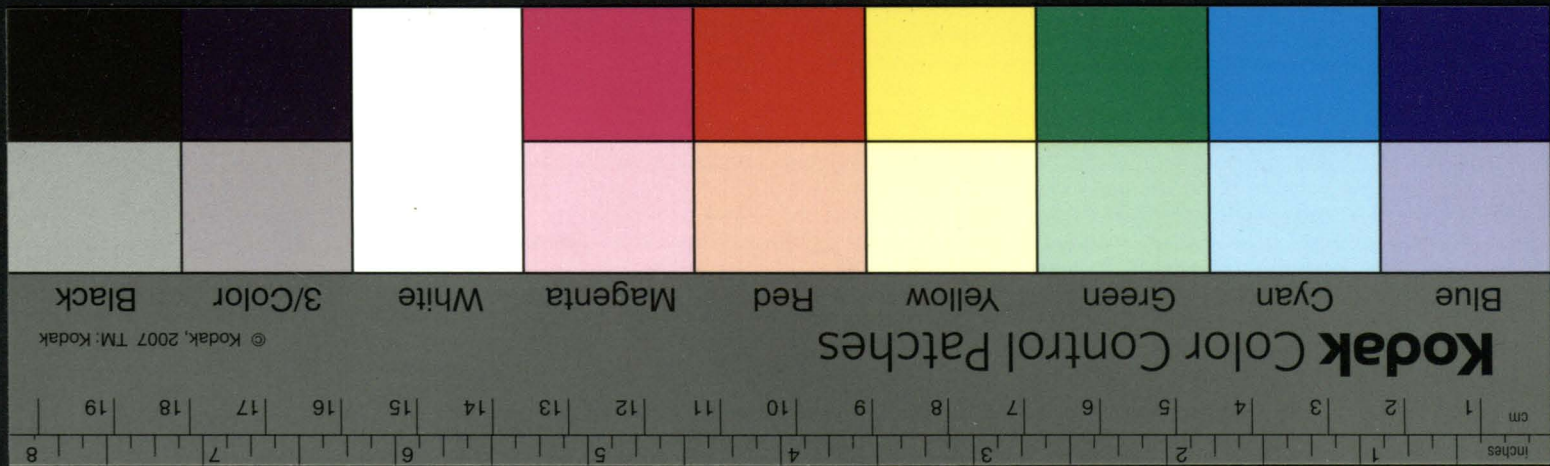 inches 1 2 3 4 5 6 7 8
cm 1 2 3 4 5 6 7 8 9 10 11 12 13 14 15 16 17 18 19
Kodak Color Control Patches © Kodak, 2007 TM: Kodak
Blue Cyan Green Yellow Red Magenta White 3/Color Black